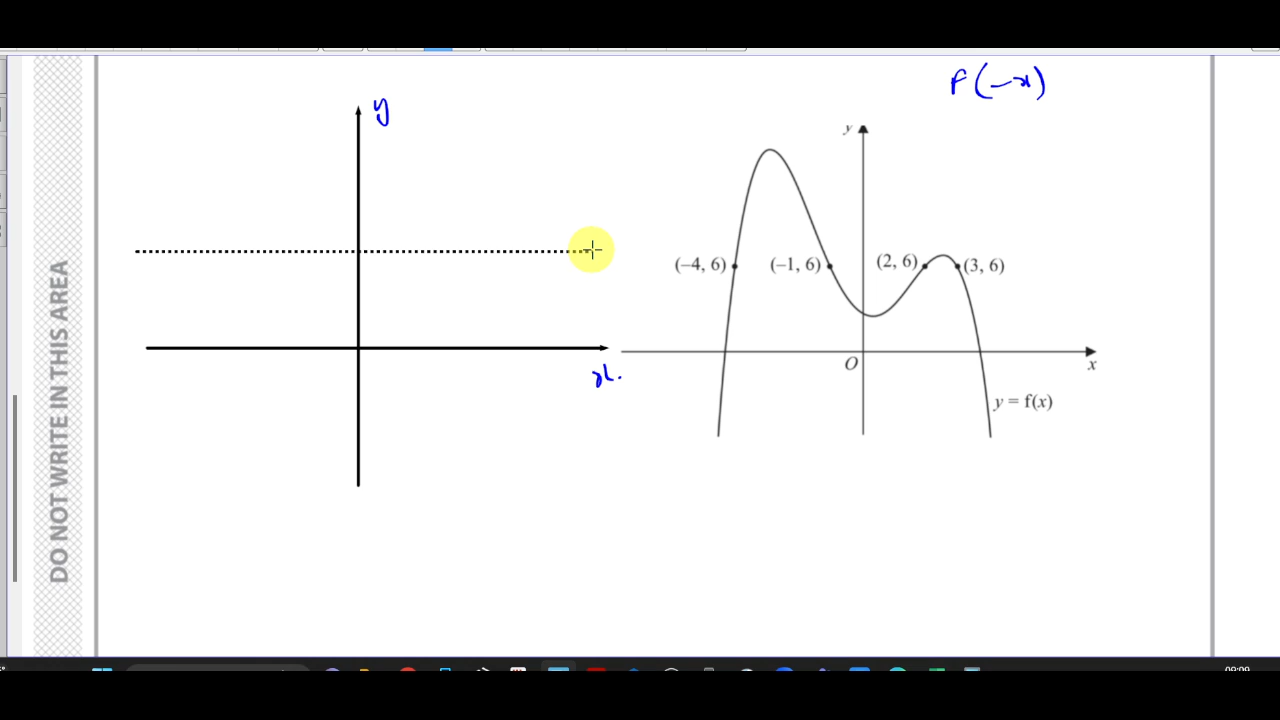 DO NOT WRITE IN THIS AREA
f(-x)
y
x.
y
(–4, 6)
(–1, 6)
(2, 6)
(3, 6)
O
x
y = f(x)